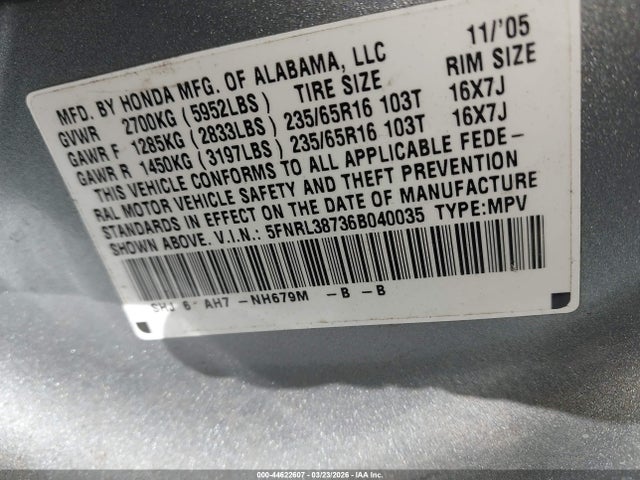 MFD. BY HONDA MFG. OF ALABAMA, LLC 11/'05
GVWR 2700KG (5952LBS) TIRE SIZE RIM SIZE
GAWR F 1285KG (2833LBS) 235/65R16 103T 16X7J
GAWR R 1450KG (3197LBS) 235/65R16 103T 16X7J
THIS VEHICLE CONFORMS TO ALL APPLICABLE FEDE-
RAL MOTOR VEHICLE SAFETY AND THEFT PREVENTION
STANDARDS IN EFFECT ON THE DATE OF MANUFACTURE
SHOWN ABOVE. V.I.N.: 5FNRL38736B040035 TYPE:MPV
SHJ 6 AH7 -NH679M -B -B
000-44622607 - 03/23/2026 - IAA Inc.